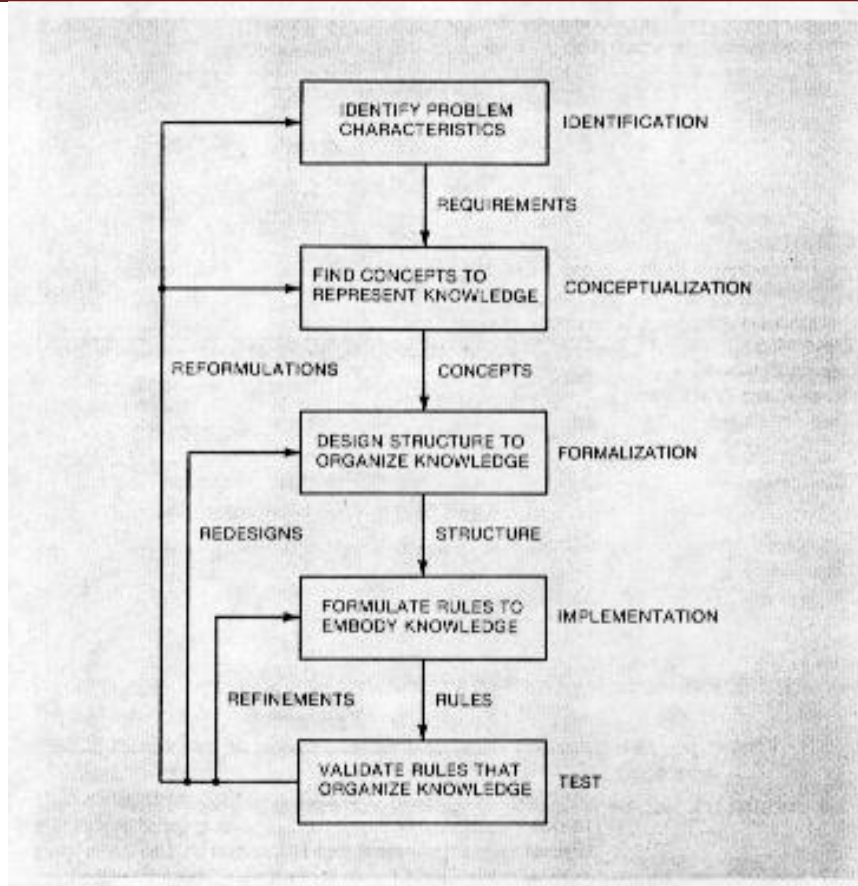 IDENTIFY PROBLEM
CHARACTERISTICS
IDENTIFICATION
REQUIREMENTS
FIND CONCEPTS TO
REPRESENT KNOWLEDGE
CONCEPTUALIZATION
REFORMULATIONS
CONCEPTS
DESIGN STRUCTURE TO
ORGANIZE KNOWLEDGE
FORMALIZATION
REDESIGNS
STRUCTURE
FORMULATE RULES TO
EMBODY KNOWLEDGE
IMPLEMENTATION
REFINEMENTS
RULES
VALIDATE RULES THAT
ORGANIZE KNOWLEDGE
TEST